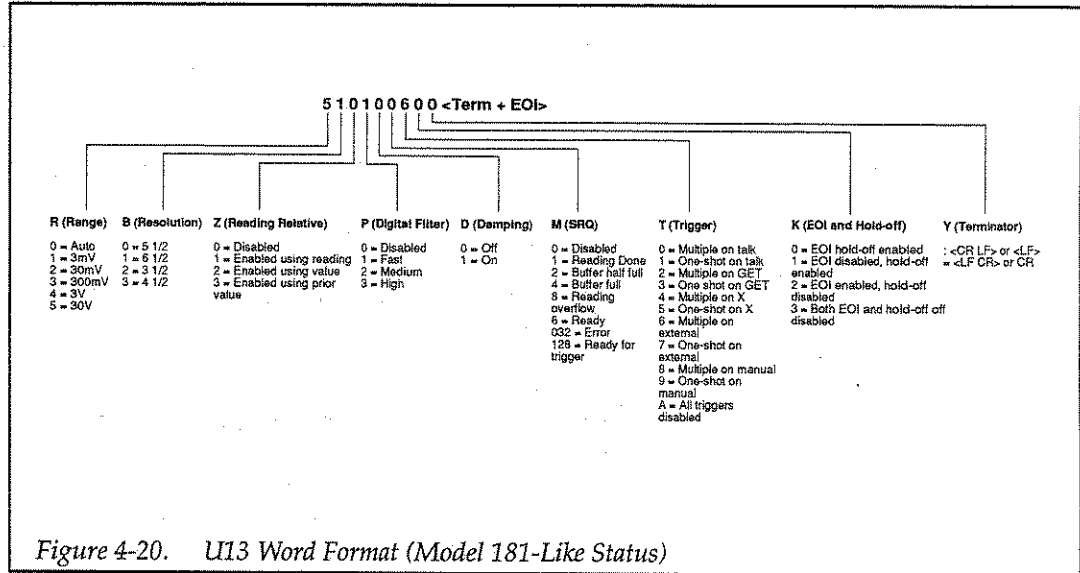 5 1 0 1 0 0 6 0 0 <Term + EOI>
R (Range)
0 = Auto
1 = 3mV
2 = 30mV
3 = 300mV
4 = 3V
5 = 30V
B (Resolution)
0 = 5 1/2
1 = 6 1/2
2 = 3 1/2
3 = 4 1/2
Z (Reading Relative)
0 = Disabled
1 = Enabled using reading
2 = Enabled using value
3 = Enabled using prior
value
P (Digital Filter)
0 = Disabled
1 = Fast
2 = Medium
3 = High
D (Damping)
0 = Off
1 = On
M (SRQ)
0 = Disabled
1 = Reading Done
2 = Buffer half full
4 = Buffer full
8 = Reading
overflow
6 = Ready
032 = Error
128 = Ready for
trigger
T (Trigger)
0 = Multiple on talk
1 = One-shot on talk
2 = Multiple on GET
3 = One shot on GET
4 = Multiple on X
5 = One-shot on X
6 = Multiple on
external
7 = One-shot on
external
8 = Multiple on manual
9 = One-shot on
manual
A = All triggers
disabled
K (EOI and Hold-off)
0 = EOI hold-off enabled
1 = EOI disabled, hold-off
enabled
2 = EOI enabled, hold-off
disabled
3 = Both EOI and hold-off off
disabled
Y (Terminator)
: <CR LF> or <LF>
= <LF CR> or CR
Figure 4-20. U13 Word Format (Model 181-Like Status)